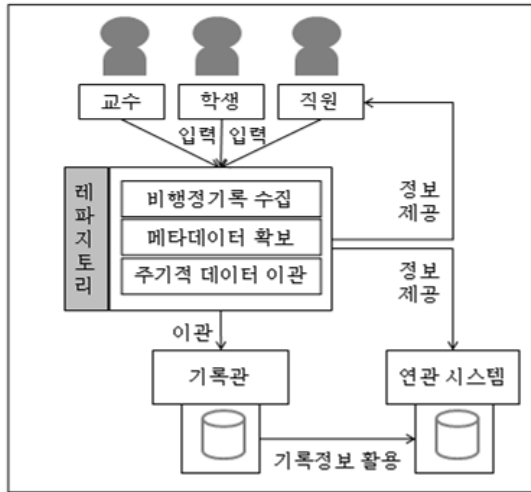 교수
학생
직원
입력
입력
레파지토리
비행정기록 수집
메타데이터 확보
주기적 데이터 이관
정보
제공
정보
제공
이관
기록관
연관 시스템
기록정보 활용